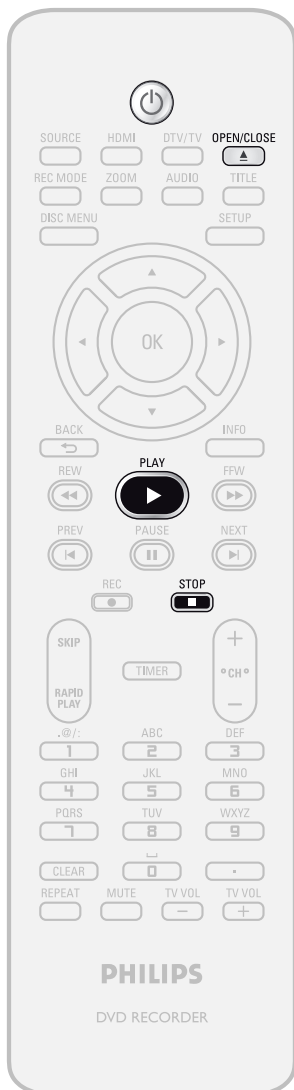 SOURCE HDMI DTV/TV OPEN/CLOSE
REC MODE ZOOM AUDIO TITLE
DISC MENU SETUP
OK
BACK INFO
REW PLAY FFW
PREV PAUSE NEXT
REC STOP
SKIP
RAPID
PLAY
TIMER
+
CH
-
.@/: ABC DEF
1 2 3
GHI JKL MNO
4 5 6
PQRS TUV WXYZ
7 8 9
CLEAR 0 .
REPEAT MUTE TV VOL TV VOL
- +
PHILIPS
DVD RECORDER